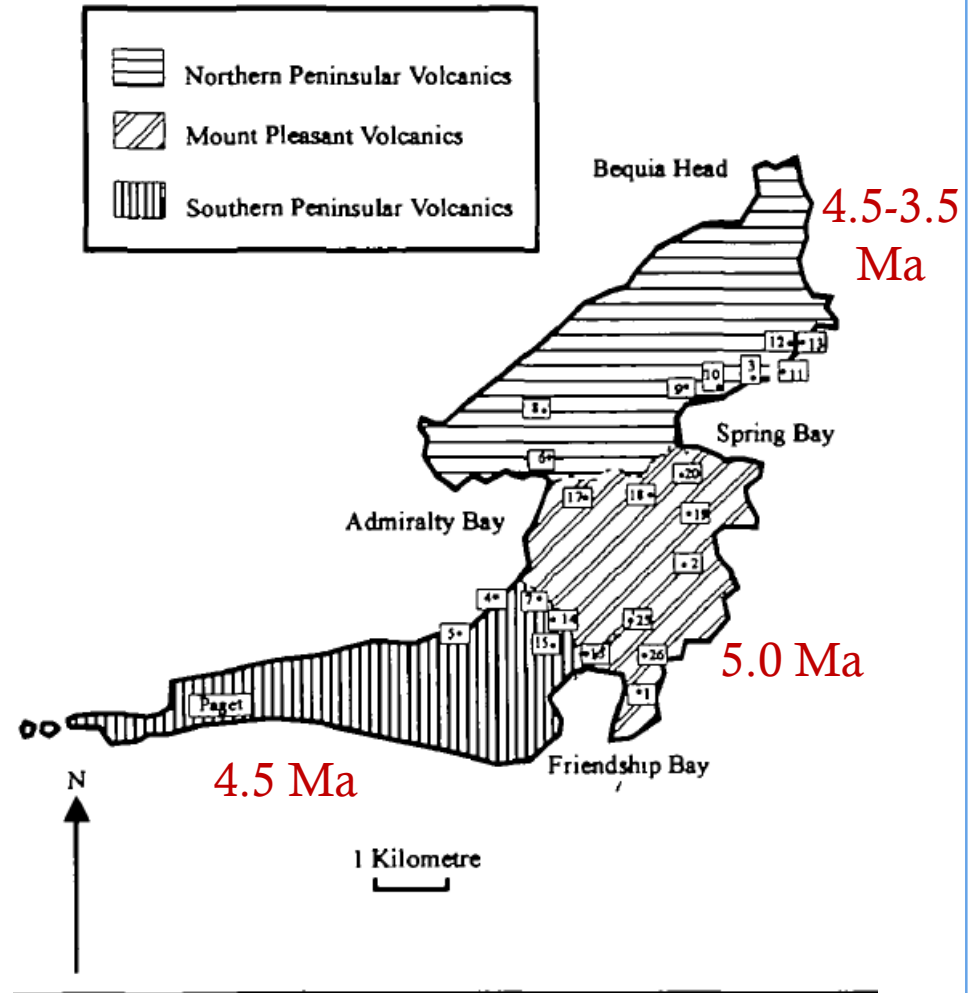 Northern Peninsular Volcanics
Mount Pleasant Volcanics
Southern Peninsular Volcanics
Bequia Head
4.5-3.5
Ma
12
13
3
10
11
9
8
Spring Bay
6
20
17
18
19
Admiralty Bay
2
4
7
14
25
5
15
26
5.0 Ma
1
Paget
Friendship Bay
4.5 Ma
N
1 Kilometre